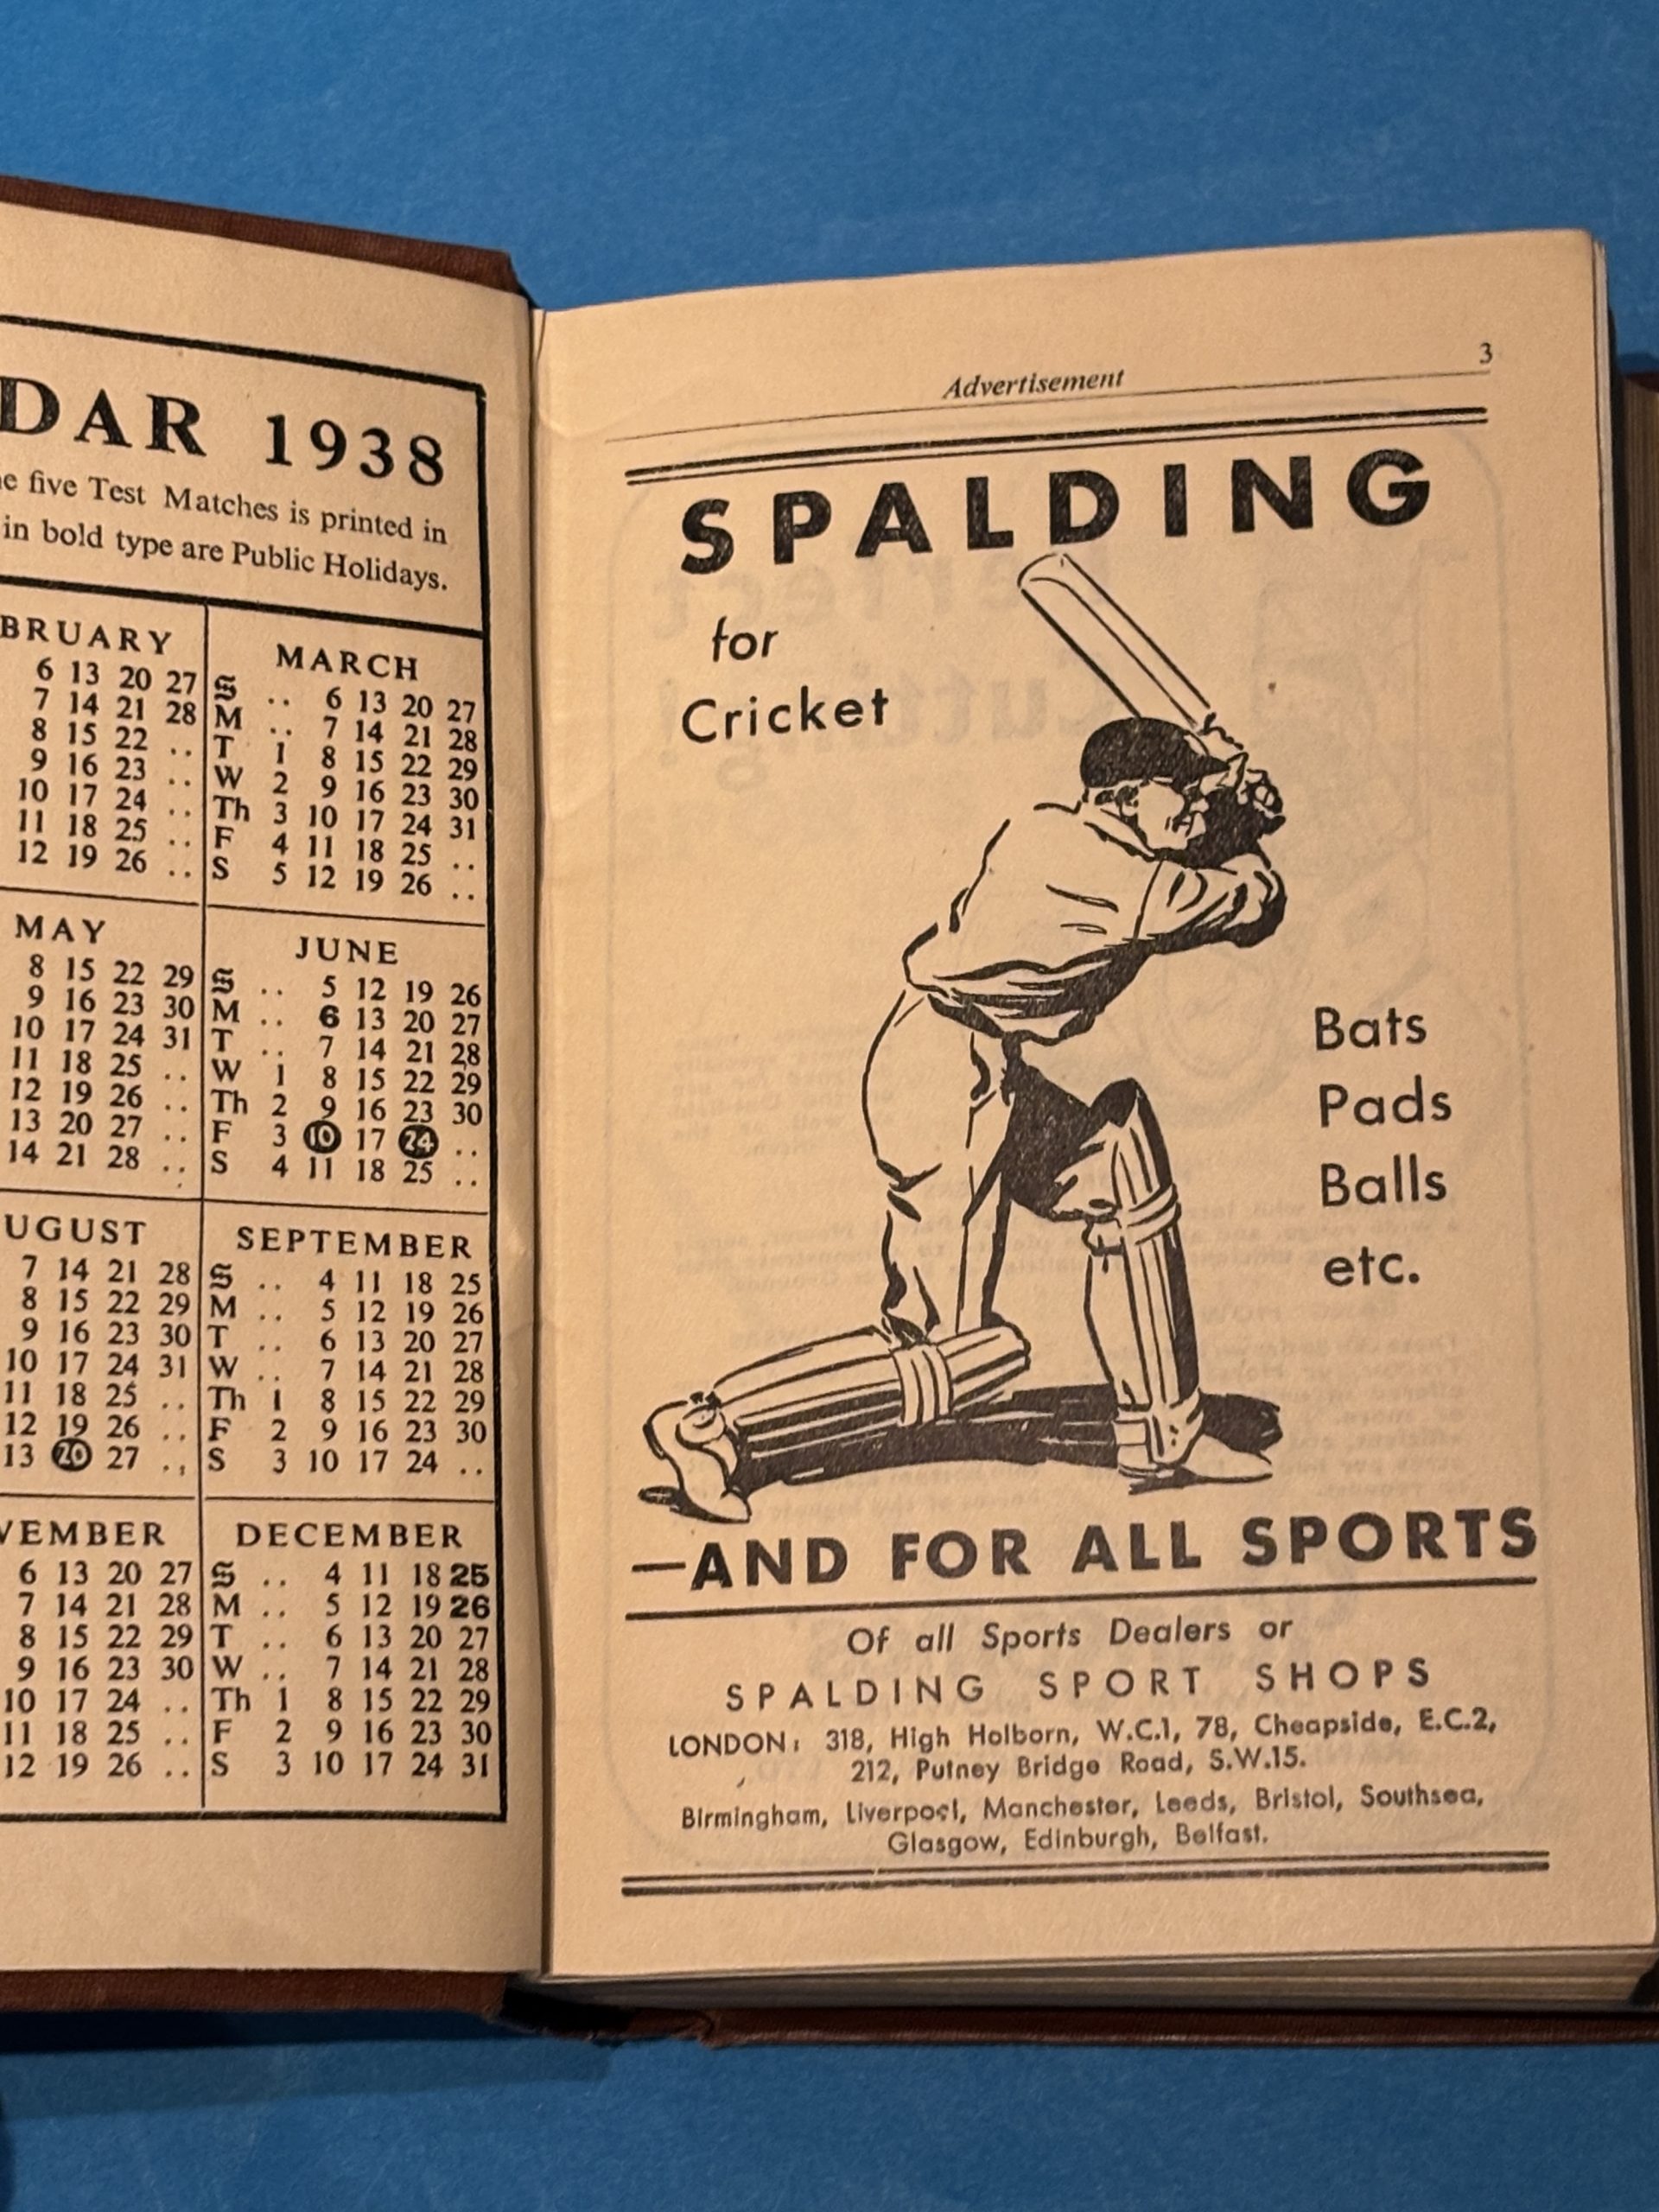 DAR 1938
five Test Matches is printed in
in bold type are Public Holidays.
BRUARY
6 13 20 27
7 14 21 28
8 15 22 ..
9 16 23 ..
10 17 24 ..
11 18 25 ..
12 19 26 ..
MARCH
S .. 6 13 20 27
M .. 7 14 21 28
T 1 8 15 22 29
W 2 9 16 23 30
Th 3 10 17 24 31
F 4 11 18 25 ..
S 5 12 19 26 ..
MAY
8 15 22 29
9 16 23 30
10 17 24 31
11 18 25 ..
12 19 26 ..
13 20 27 ..
14 21 28 ..
JUNE
S .. 5 12 19 26
M .. 6 13 20 27
T .. 7 14 21 28
W 1 8 15 22 29
Th 2 9 16 23 30
F 3 10 17 24 ..
S 4 11 18 25 ..
UGUST
7 14 21 28
8 15 22 29
9 16 23 30
10 17 24 31
11 18 25 ..
12 19 26 ..
13 20 27 ..
SEPTEMBER
S .. 4 11 18 25
M .. 5 12 19 26
T .. 6 13 20 27
W .. 7 14 21 28
Th 1 8 15 22 29
F 2 9 16 23 30
S 3 10 17 24 ..
VEMBER
6 13 20 27
7 14 21 28
8 15 22 29
9 16 23 30
10 17 24 ..
11 18 25 ..
12 19 26 ..
DECEMBER
S .. 4 11 18 25
M .. 5 12 19 26
T .. 6 13 20 27
W .. 7 14 21 28
Th 1 8 15 22 29
F 2 9 16 23 30
S 3 10 17 24 31
Advertisement 3
SPALDING
for
Cricket
Bats
Pads
Balls
etc.
—AND FOR ALL SPORTS
Of all Sports Dealers or
SPALDING SPORT SHOPS
LONDON: 318, High Holborn, W.C.1, 78, Cheapside, E.C.2,
212, Putney Bridge Road, S.W.15.
Birmingham, Liverpool, Manchester, Leeds, Bristol, Southsea,
Glasgow, Edinburgh, Belfast.